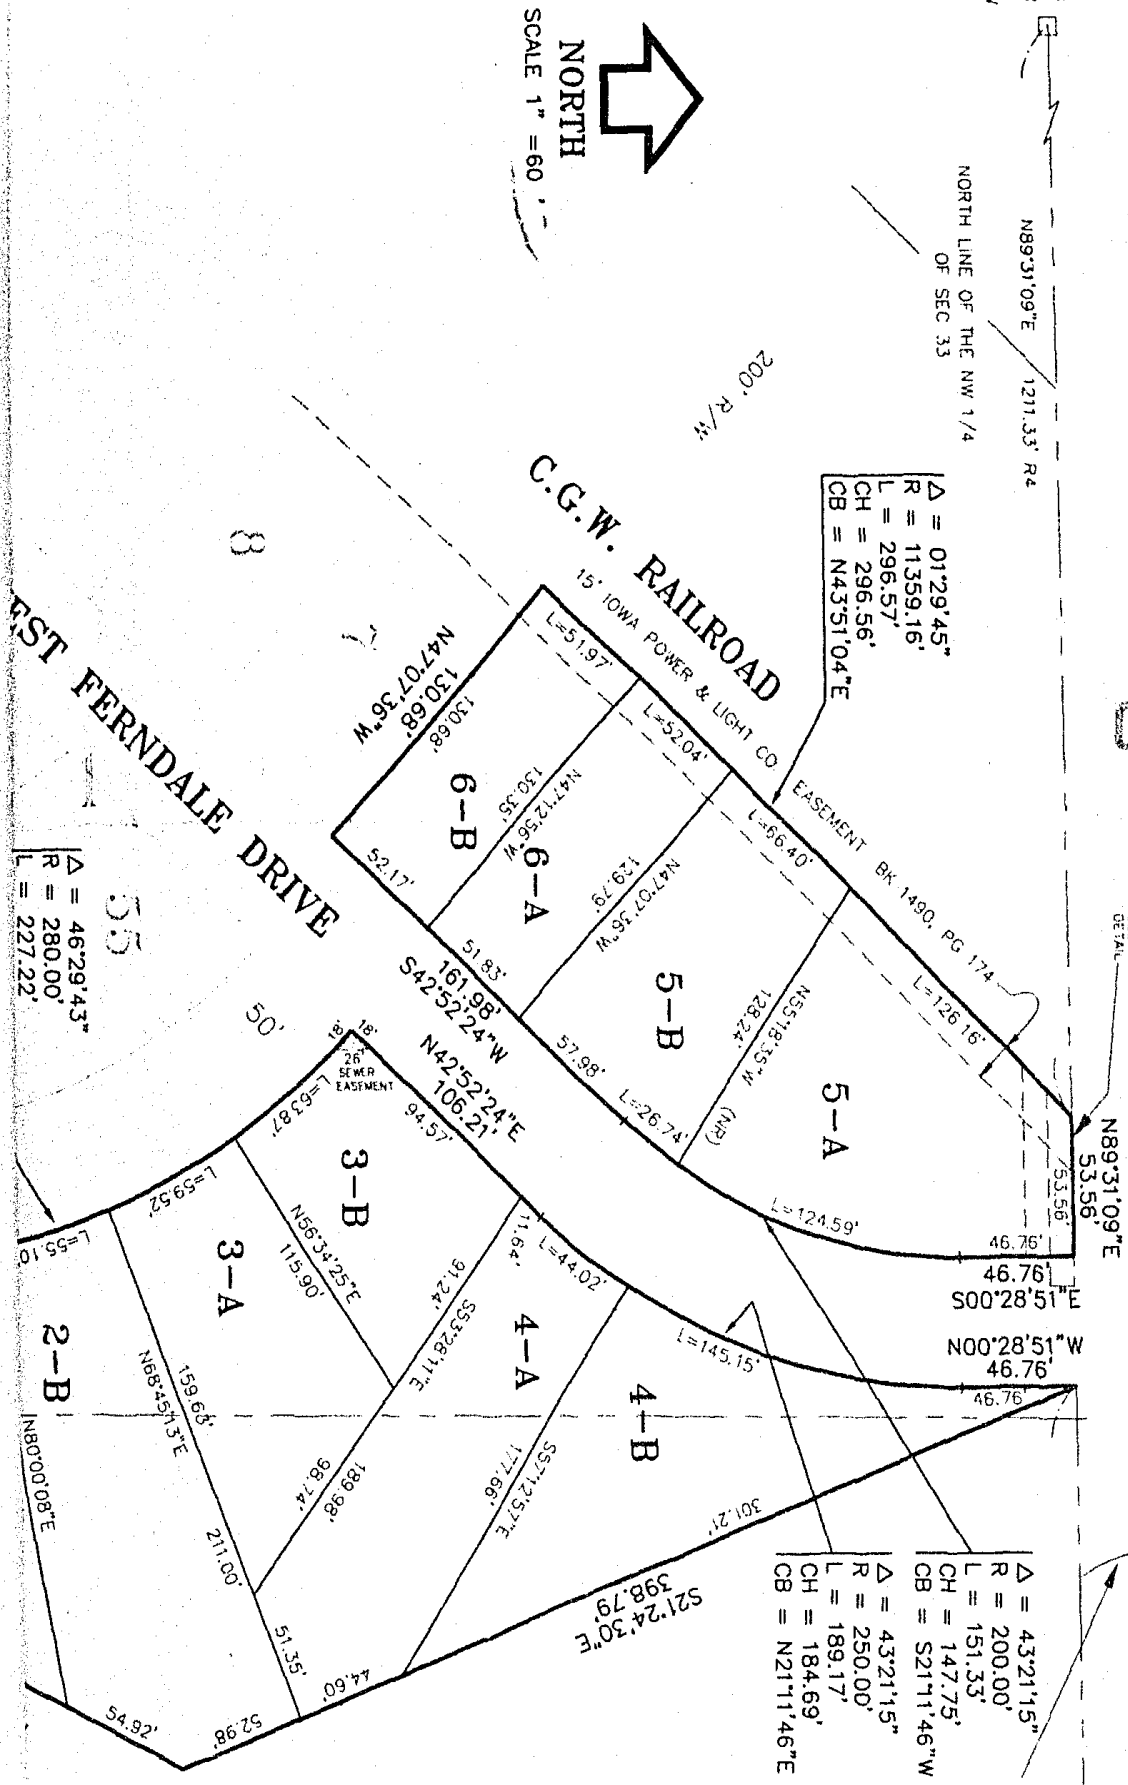 NORTH
SCALE 1" =60 '
N89°31'09"E 1211.33' R4
NORTH LINE OF THE NW 1/4
OF SEC 33
200' R/W
C.G.W. RAILROAD
15' IOWA POWER & LIGHT CO. EASEMENT BK 1490, PG 174
Δ = 01°29'45"
R = 11359.16'
L = 296.57'
CH = 296.56'
CB = N43°51'04"E
DETAIL
N89°31'09"E
53.56'
53.56'
L=51.97'
L=52.04'
L=66.40'
L=126.16'
N47°07'36"W
130.68'
130.68'
6-B
N47°12'56"W
130.35'
6-A
N47°07'36"W
129.79'
5-B
N55°18'35"W
128.24'
(NR)
5-A
52.17'
51.83'
161.98'
S42°52'24"W
57.98'
L=26.74'
L=124.59'
46.76'
46.76'
S00°28'51"E
N00°28'51"W
46.76'
46.76'
8
EST FERNDALE DRIVE
55
50'
Δ = 46°29'43"
R = 280.00'
L = 227.22'
N42°52'24"E
106.21'
94.57'
11.64'
18'
18'
26'
SEWER
EASEMENT
L=63.87'
L=59.52'
L=55.10
3-B
N56°34'25"E
115.90'
3-A
91.24'
S53°28'11"E
98.74'
189.98'
L=44.02'
4-A
L=145.15'
4-B
S57°12'57"E
177.66'
159.63'
N68°45'13"E
211.00'
51.35'
2-B
N80°00'08"E
301.21'
S21°24'30"E
398.79'
44.60'
52.98'
54.92'
Δ = 43°21'15"
R = 200.00'
L = 151.33'
CH = 147.75'
CB = S21°11'46"W
Δ = 43°21'15"
R = 250.00'
L = 189.17'
CH = 184.69'
CB = N21°11'46"E